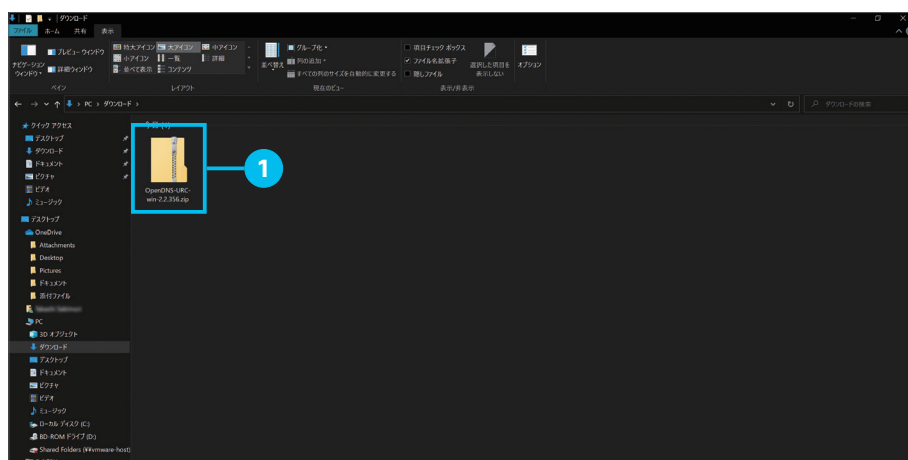 ダウンロード
ファイル ホーム 共有 表示
ナビゲーション ウィンドウ
プレビュー ウィンドウ
詳細ウィンドウ
特大アイコン 大アイコン 中アイコン
小アイコン 一覧 詳細
並べて表示 コンテンツ
並べ替え
グループ化
列の追加
すべての列のサイズを自動的に変更する
項目チェック ボックス
ファイル名拡張子
隠しファイル
選択した項目を
表示しない
オプション
ペイン レイアウト 現在のビュー 表示/非表示
PC › ダウンロード ›
ダウンロードの検索
クイック アクセス
デスクトップ
ダウンロード
ドキュメント
ピクチャ
ビデオ
ミュージック
デスクトップ
OneDrive
Attachments
Desktop
Pictures
ドキュメント
添付ファイル
PC
3D オブジェクト
ダウンロード
デスクトップ
ドキュメント
ピクチャ
ビデオ
ミュージック
ローカル ディスク (C:)
BD-ROM ドライブ (D:)
Shared Folders (¥¥vmware-host)
OpenDNS-URC-
win-2.2.356.zip
1